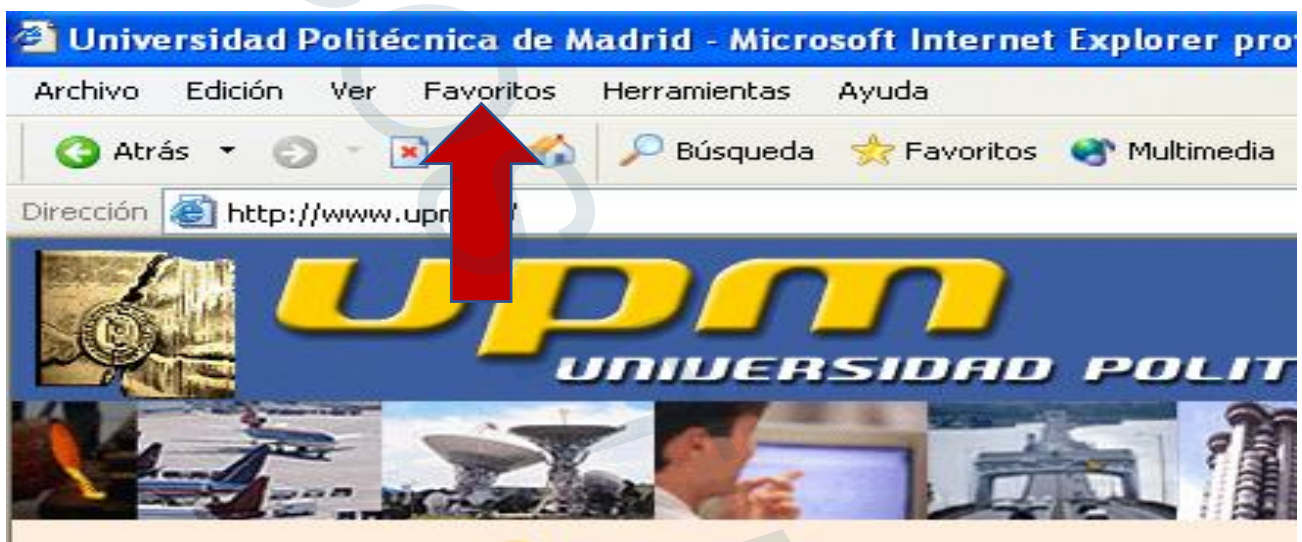 Universidad Politécnica de Madrid - Microsoft Internet Explorer pro
Archivo Edición Ver Favoritos Herramientas Ayuda
Atrás Búsqueda Favoritos Multimedia
Dirección http://www.up
upm
UNIVERSIDAD POLIT